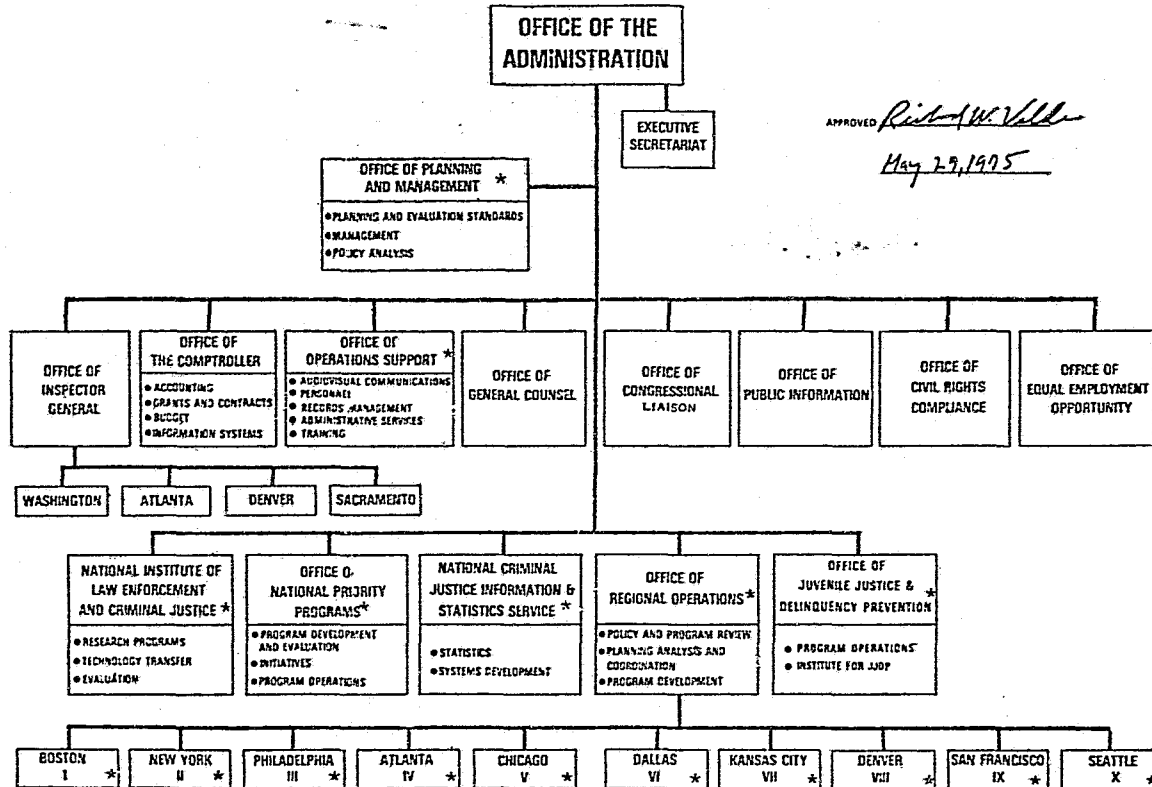 OFFICE OF THE
ADMINISTRATION
EXECUTIVE
SECRETARIAT
APPROVED Richard W. Velde
May 29, 1975
OFFICE OF PLANNING
AND MANAGEMENT *
• PLANNING AND EVALUATION STANDARDS
• MANAGEMENT
• POLICY ANALYSIS
OFFICE OF
INSPECTOR
GENERAL
OFFICE OF
THE COMPTROLLER
• ACCOUNTING
• GRANTS AND CONTRACTS
• BUDGET
• INFORMATION SYSTEMS
OFFICE OF
OPERATIONS SUPPORT *
• AUDIOVISUAL COMMUNICATIONS
• PERSONNEL
• RECORDS MANAGEMENT
• ADMINISTRATIVE SERVICES
• TRAINING
OFFICE OF
GENERAL COUNSEL
OFFICE OF
CONGRESSIONAL
LIAISON
OFFICE OF
PUBLIC INFORMATION
OFFICE OF
CIVIL RIGHTS
COMPLIANCE
OFFICE OF
EQUAL EMPLOYMENT
OPPORTUNITY
WASHINGTON
ATLANTA
DENVER
SACRAMENTO
NATIONAL INSTITUTE OF
LAW ENFORCEMENT
AND CRIMINAL JUSTICE *
• RESEARCH PROGRAMS
• TECHNOLOGY TRANSFER
• EVALUATION
OFFICE OF
NATIONAL PRIORITY
PROGRAMS *
• PROGRAM DEVELOPMENT
AND EVALUATION
• INITIATIVES
• PROGRAM OPERATIONS
NATIONAL CRIMINAL
JUSTICE INFORMATION &
STATISTICS SERVICE *
• STATISTICS
• SYSTEMS DEVELOPMENT
OFFICE OF
REGIONAL OPERATIONS *
• POLICY AND PROGRAM REVIEW
• PLANNING ANALYSIS AND
COORDINATION
• PROGRAM DEVELOPMENT
OFFICE OF
JUVENILE JUSTICE &
DELINQUENCY PREVENTION *
• PROGRAM OPERATIONS
• INSTITUTE FOR JJDP
BOSTON
I *
NEW YORK
II *
PHILADELPHIA
III *
ATLANTA
IV *
CHICAGO
V *
DALLAS
VI *
KANSAS CITY
VII *
DENVER
VIII *
SAN FRANCISCO
IX *
SEATTLE
X *